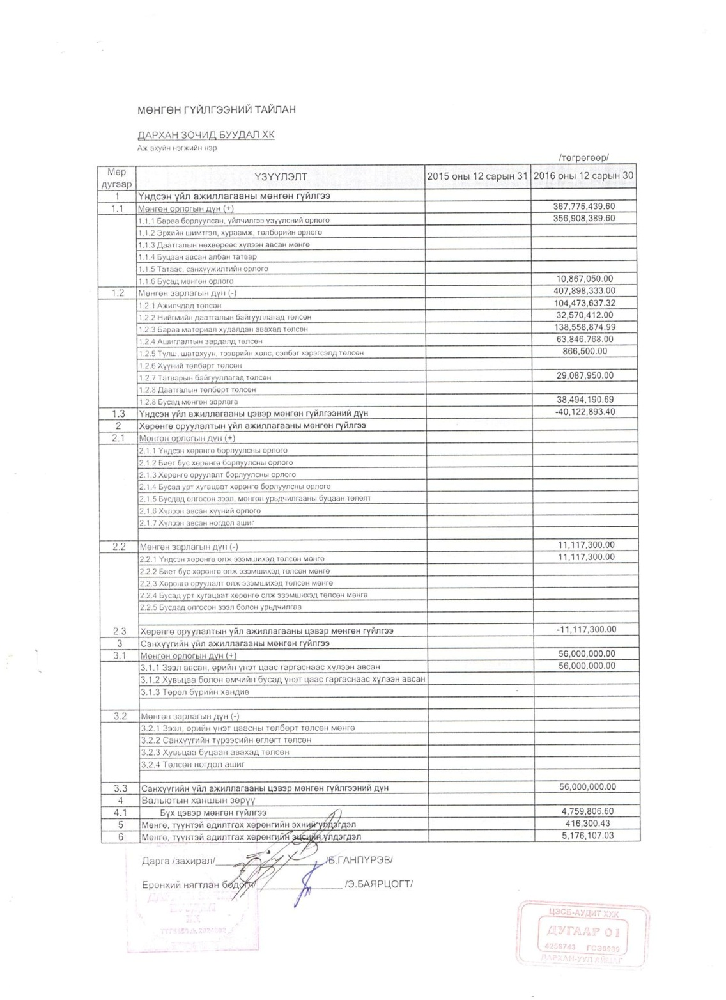 МӨНГӨН ГҮЙЛГЭЭНИЙ ТАЙЛАН
ДАРХАН ЗОЧИД БУУДАЛ ХК
Аж ахуйн нэгжийн нэр
/төгрөгөөр/
Мөр дугаар ҮЗҮҮЛЭЛТ 2015 оны 12 сарын 31 2016 оны 12 сарын 30
1 Үндсэн үйл ажиллагааны мөнгөн гүйлгээ
1.1 Мөнгөн орлогын дүн (+) 367,775,439.60
1.1.1 Бараа борлуулсан, үйлчилгээ үзүүлсний орлого 356,908,389.60
1.1.2 Эрхийн шимтгэл, хураамж, төлбөрийн орлого
1.1.3 Даатгалын нөхвөрөөс хүлээн авсан мөнгө
1.1.4 Буцаан авсан албан татвар
1.1.5 Татаас, санхүүжилтийн орлого
1.1.6 Бусад мөнгөн орлого 10,867,050.00
1.2 Мөнгөн зарлагын дүн (-) 407,898,333.00
1.2.1 Ажилчдад төлсөн 104,473,637.32
1.2.2 Нийгмийн даатгалын байгууллагад төлсөн 32,570,412.00
1.2.3 Бараа материал худалдан авахад төлсөн 138,558,874.99
1.2.4 Ашиглалтын зардалд төлсөн 63,846,768.00
1.2.5 Түлш, шатахуун, тээврийн хөлс, сэлбэг хэрэгсэлд төлсөн 866,500.00
1.2.6 Хүүний төлбөрт төлсөн
1.2.7 Татварын байгууллагад төлсөн 29,087,950.00
1.2.8 Даатгалын төлбөрт төлсөн
1.2.8 Бусад мөнгөн зарлага 38,494,190.69
1.3 Үндсэн үйл ажиллагааны цэвэр мөнгөн гүйлгээний дүн -40,122,893.40
2 Хөрөнгө оруулалтын үйл ажиллагааны мөнгөн гүйлгээ
2.1 Мөнгөн орлогын дүн (+)
2.1.1 Үндсэн хөрөнгө борлуулсны орлого
2.1.2 Биет бус хөрөнгө борлуулсны орлого
2.1.3 Хөрөнгө оруулалт борлуулсны орлого
2.1.4 Бусад урт хугацаат хөрөнгө борлуулсны орлого
2.1.5 Бусдад олгосон зээл, мөнгөн урьдчилгааны буцаан төлөлт
2.1.6 Хүлээн авсан хүүний орлого
2.1.7 Хүлээн авсан ногдол ашиг
2.2 Мөнгөн зарлагын дүн (-) 11,117,300.00
2.2.1 Үндсэн хөрөнгө олж эзэмшихэд төлсөн мөнгө 11,117,300.00
2.2.2 Биет бус хөрөнгө олж эзэмшихэд төлсөн мөнгө
2.2.3 Хөрөнгө оруулалт олж эзэмшихэд төлсөн мөнгө
2.2.4 Бусад урт хугацаат хөрөнгө олж эзэмшихэд төлсөн мөнгө
2.2.5 Бусдад олгосон зээл болон урьдчилгаа
2.3 Хөрөнгө оруулалтын үйл ажиллагааны цэвэр мөнгөн гүйлгээ -11,117,300.00
3 Санхүүгийн үйл ажиллагааны мөнгөн гүйлгээ
3.1 Мөнгөн орлогын дүн (+) 56,000,000.00
3.1.1 Зээл авсан, өрийн үнэт цаас гаргаснаас хүлээн авсан 56,000,000.00
3.1.2 Хувьцаа болон өмчийн бусад үнэт цаас гаргаснаас хүлээн авсан
3.1.3 Төрөл бүрийн хандив
3.2 Мөнгөн зарлагын дүн (-)
3.2.1 Зээл, өрийн үнэт цаасны төлбөрт төлсөн мөнгө
3.2.2 Санхүүгийн түрээсийн өглөгт төлсөн
3.2.3 Хувьцаа буцаан авахад төлсөн
3.2.4 Төлсөн ногдол ашиг
3.3 Санхүүгийн үйл ажиллагааны цэвэр мөнгөн гүйлгээний дүн 56,000,000.00
4 Вальютын ханшын зөрүү
4.1 Бүх цэвэр мөнгөн гүйлгээ 4,759,806.60
5 Мөнгө, түүнтэй адилтгах хөрөнгийн эхний үлдэгдэл 416,300.43
6 Мөнгө, түүнтэй адилтгах хөрөнгийн эцсийн үлдэгдэл 5,176,107.03
Дарга /захирал/ /Б.ГАНПҮРЭВ/
Ерөнхий нягтлан бодогч/ /Э.БАЯРЦОГТ/
БУУДАЛ
ХК
ЦЭСБ-АУДИТ ХХК
ДУГААР 01
4256743 ГС30939
ДАРХАН-УУЛ АЙМАГ